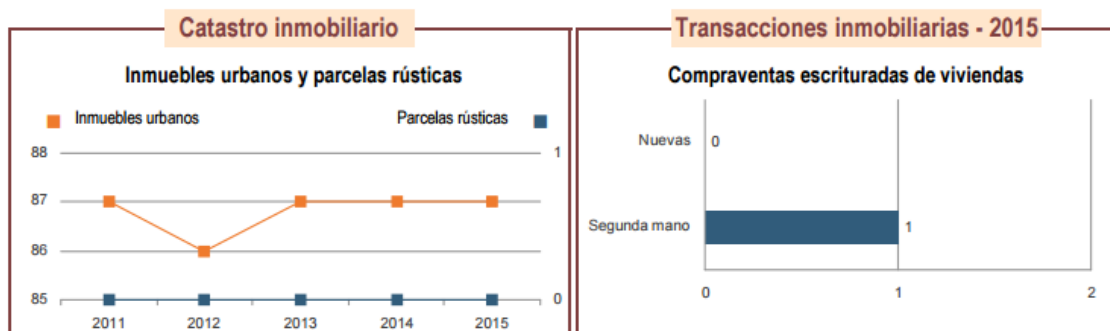 Catastro inmobiliario
Inmuebles urbanos y parcelas rústicas
Inmuebles urbanos Parcelas rústicas
88 1
87
86
85 0
2011 2012 2013 2014 2015
Transacciones inmobiliarias - 2015
Compraventas escrituradas de viviendas
Nuevas 0
Segunda mano 1
0 1 2